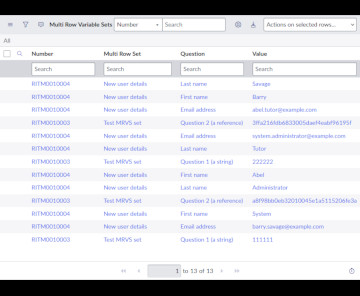 Multi Row Variable Sets Number Search Actions on selected rows...
All
Number Multi Row Set Question Value
Search Search Search Search
RITM0010004 New user details Last name Savage
RITM0010004 New user details First name Barry
RITM0010004 New user details Email address abel.tutor@example.com
RITM0010003 Test MRVS set Question 2 (a reference)
RITM0010004 New user details Email address system.administrator@example.com
RITM0010004 New user details Last name Tutor
RITM0010003 Test MRVS set Question 1 (a string) 222222
RITM0010004 New user details First name Abel
RITM0010004 New user details Last name Administrator
RITM0010003 Test MRVS set Question 2 (a reference)
RITM0010004 New user details First name System
RITM0010004 New user details Email address barry.savage@example.com
RITM0010003 Test MRVS set Question 1 (a string) 111111
1 to 13 of 13